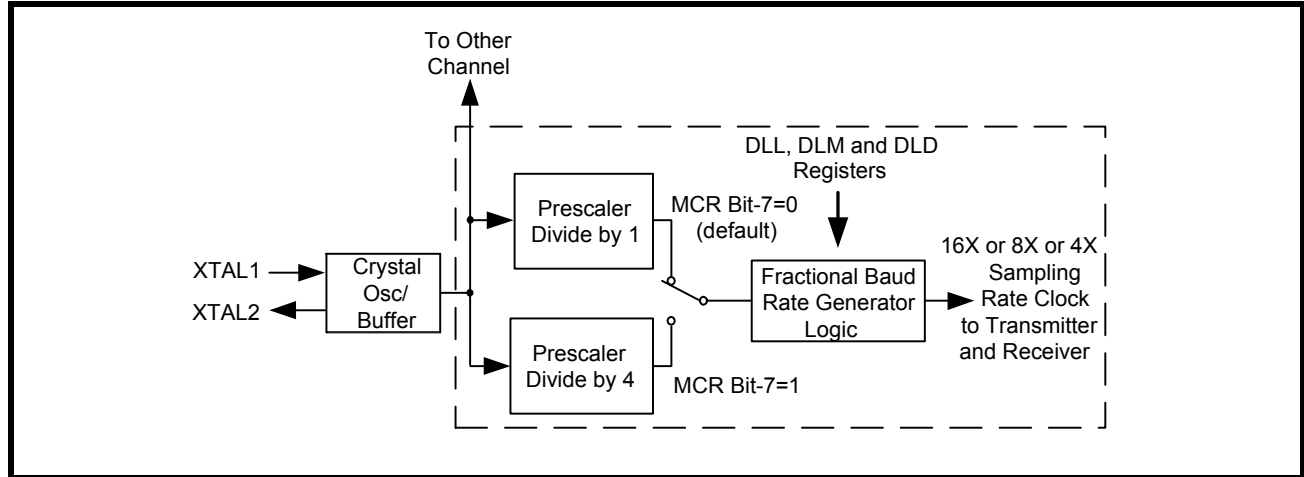 To Other
Channel
DLL, DLM and DLD
Registers
Prescaler
Divide by 1
MCR Bit-7=0
(default)
16X or 8X or 4X
Sampling
Rate Clock
to Transmitter
and Receiver
XTAL1
XTAL2
Crystal
Osc/
Buffer
Fractional Baud
Rate Generator
Logic
Prescaler
Divide by 4
MCR Bit-7=1